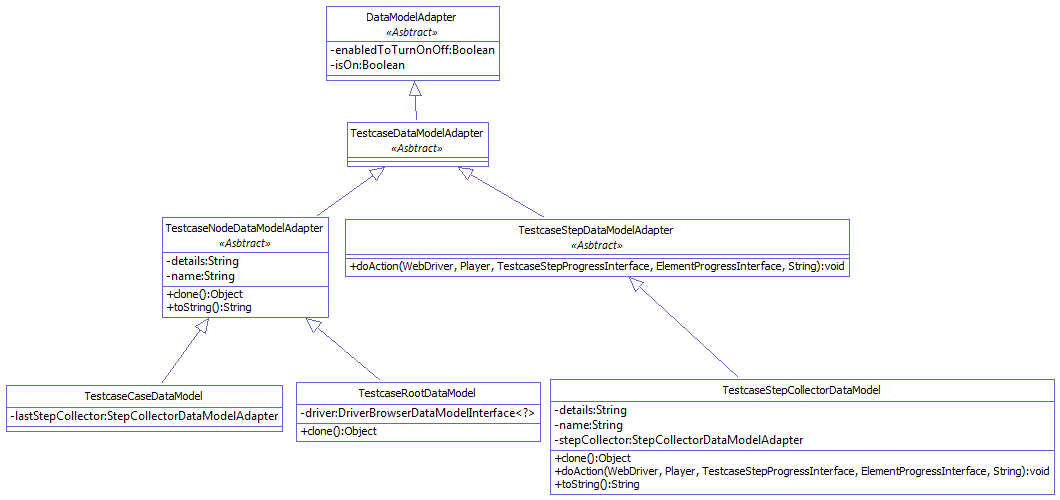 DataModelAdapter
«Asbtract»
-enabledToTurnOnOff:Boolean
-isOn:Boolean
TestcaseDataModelAdapter
«Asbtract»
TestcaseNodeDataModelAdapter
«Asbtract»
-details:String
-name:String
+clone():Object
+toString():String
TestcaseStepDataModelAdapter
«Asbtract»
+doAction(WebDriver, Player, TestcaseStepProgressInterface, ElementProgressInterface, String):void
TestcaseCaseDataModel
-lastStepCollector:StepCollectorDataModelAdapter
TestcaseRootDataModel
-driver:DriverBrowserDataModelInterface<?>
+clone():Object
TestcaseStepCollectorDataModel
-details:String
-name:String
-stepCollector:StepCollectorDataModelAdapter
+clone():Object
+doAction(WebDriver, Player, TestcaseStepProgressInterface, ElementProgressInterface, String):void
+toString():String